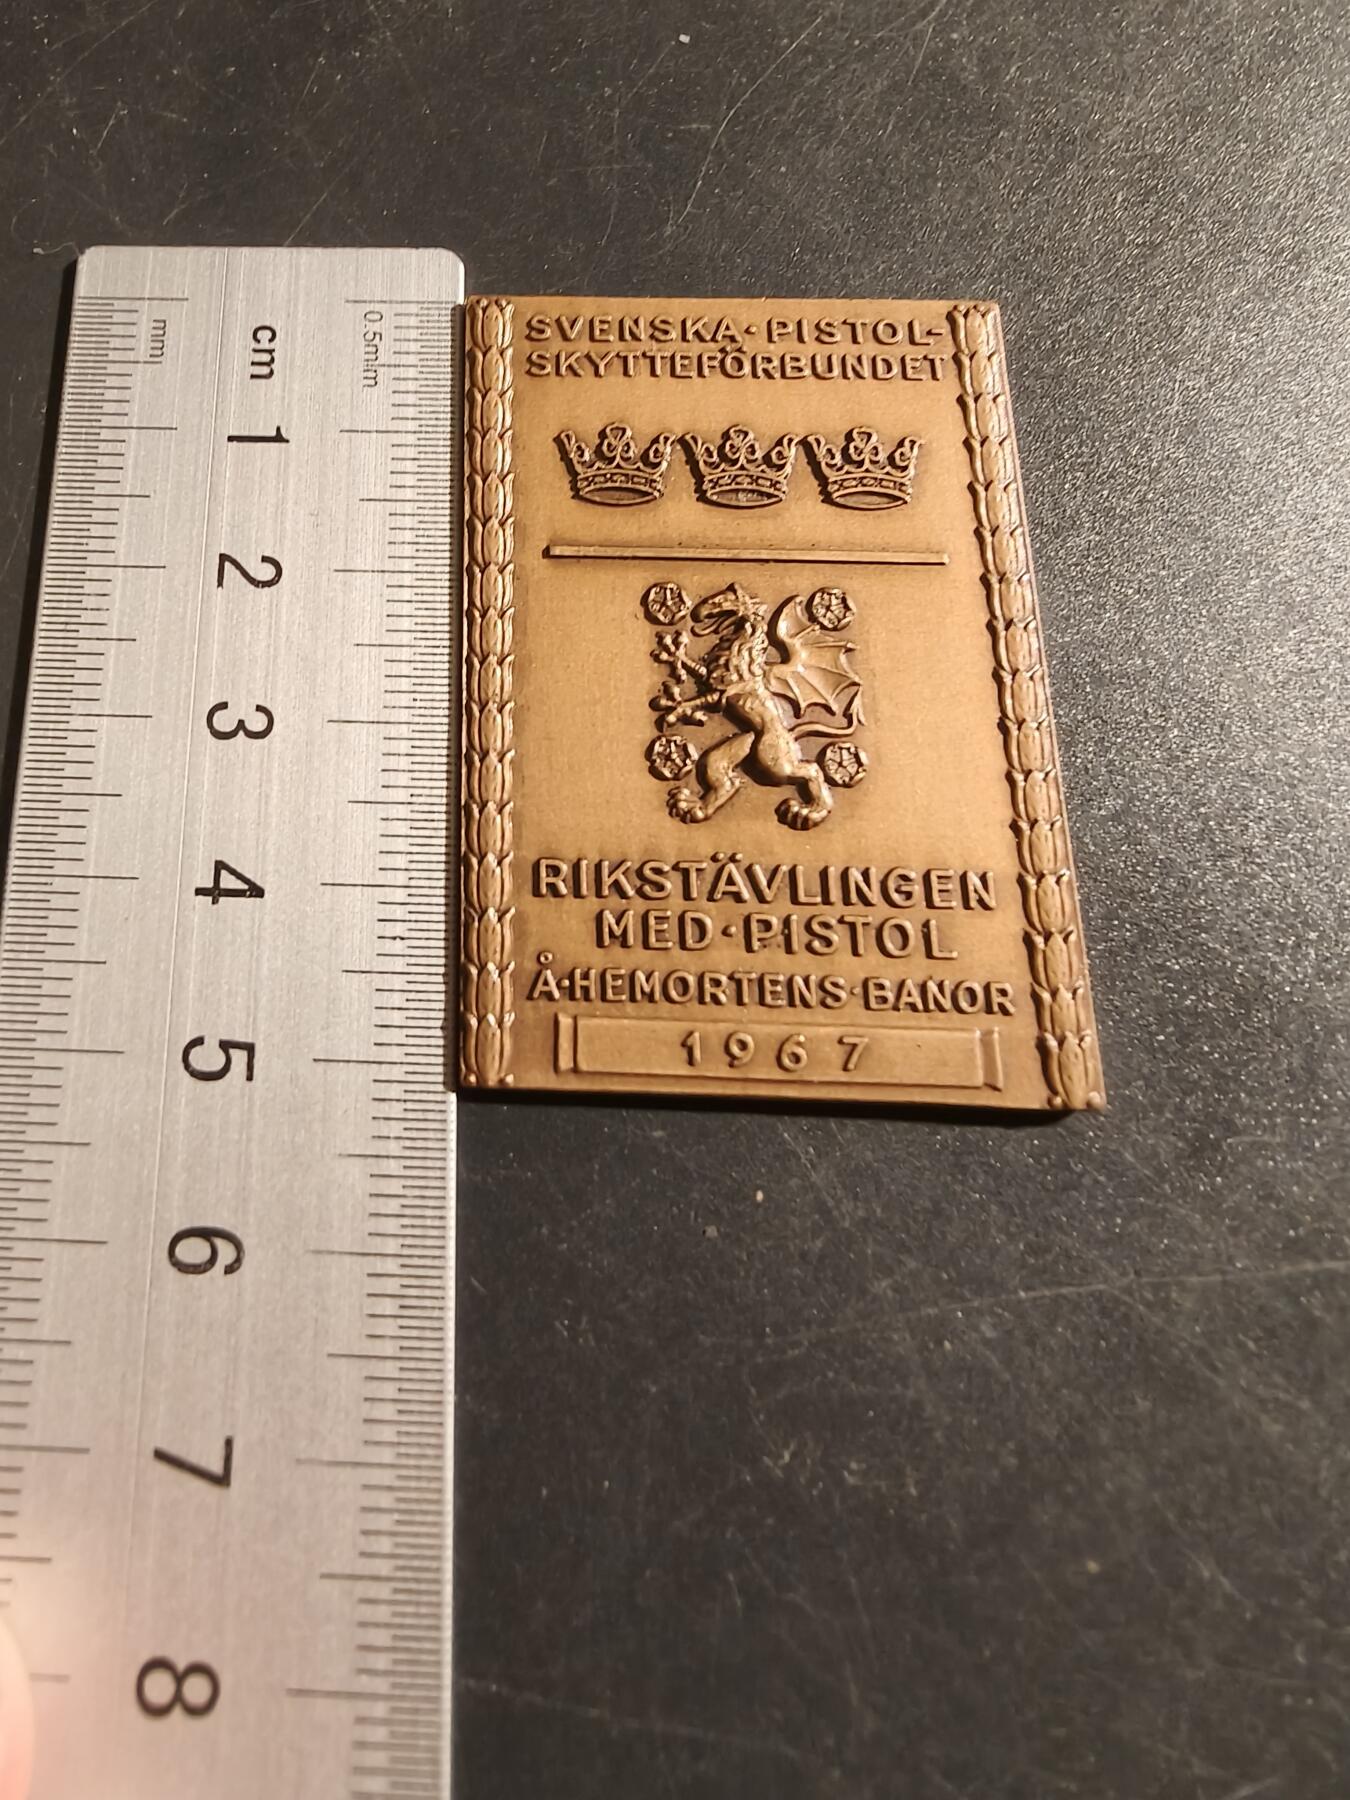 SVENSKA·PISTOL-
SKYTTEFÖRBUNDET
RIKSTÄVLINGEN
MED·PISTOL
Å·HEMORTENS·BANOR
1967
mm
cm
0.5mm
1
2
3
4
5
6
7
8